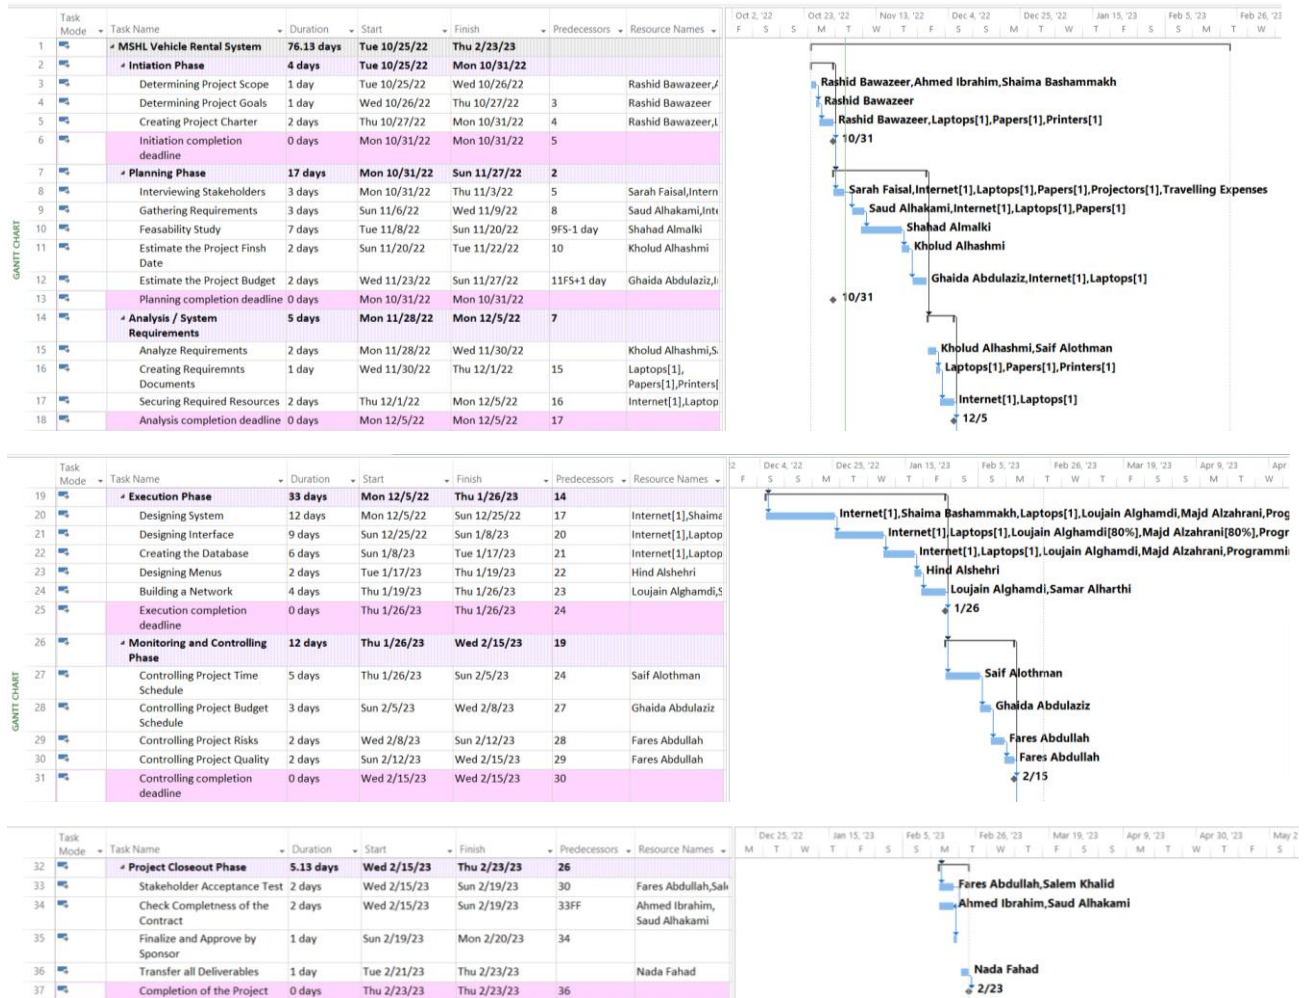 Task Mode Task Name Duration Start Finish Predecessors Resource Names
Oct 2, '22 Oct 23, '22 Nov 13, '22 Dec 4, '22 Dec 25, '22 Jan 15, '23 Feb 5, '23 Feb 26, '23
F S S M T W T F S S M T W T F S S M T W
GANTT CHART
1 MSHL Vehicle Rental System 76.13 days Tue 10/25/22 Thu 2/23/23
2 Intiation Phase 4 days Tue 10/25/22 Mon 10/31/22
3 Determining Project Scope 1 day Tue 10/25/22 Wed 10/26/22 Rashid Bawazeer,A
Rashid Bawazeer,Ahmed Ibrahim,Shaima Bashammakh
4 Determining Project Goals 1 day Wed 10/26/22 Thu 10/27/22 3 Rashid Bawazeer
Rashid Bawazeer
5 Creating Project Charter 2 days Thu 10/27/22 Mon 10/31/22 4 Rashid Bawazeer,L
Rashid Bawazeer,Laptops[1],Papers[1],Printers[1]
6 Initiation completion deadline 0 days Mon 10/31/22 Mon 10/31/22 5
10/31
7 Planning Phase 17 days Mon 10/31/22 Sun 11/27/22 2
8 Interviewing Stakeholders 3 days Mon 10/31/22 Thu 11/3/22 5 Sarah Faisal,Intern
Sarah Faisal,Internet[1],Laptops[1],Papers[1],Projectors[1],Travelling Expenses
9 Gathering Requirements 3 days Sun 11/6/22 Wed 11/9/22 8 Saud Alhakami,Inte
Saud Alhakami,Internet[1],Laptops[1],Papers[1]
10 Feasability Study 7 days Tue 11/8/22 Sun 11/20/22 9FS-1 day Shahad Almalki
Shahad Almalki
11 Estimate the Project Finsh Date 2 days Sun 11/20/22 Tue 11/22/22 10 Kholud Alhashmi
Kholud Alhashmi
12 Estimate the Project Budget 2 days Wed 11/23/22 Sun 11/27/22 11FS+1 day Ghaida Abdulaziz,I
Ghaida Abdulaziz,Internet[1],Laptops[1]
13 Planning completion deadline 0 days Mon 10/31/22 Mon 10/31/22
10/31
14 Analysis / System Requirements 5 days Mon 11/28/22 Mon 12/5/22 7
15 Analyze Requirements 2 days Mon 11/28/22 Wed 11/30/22 Kholud Alhashmi,S
Kholud Alhashmi,Saif Alothman
16 Creating Requiremnts Documents 1 day Wed 11/30/22 Thu 12/1/22 15 Laptops[1], Papers[1],Printers[
Laptops[1],Papers[1],Printers[1]
17 Securing Required Resources 2 days Thu 12/1/22 Mon 12/5/22 16 Internet[1],Laptop
Internet[1],Laptops[1]
18 Analysis completion deadline 0 days Mon 12/5/22 Mon 12/5/22 17
12/5
Task Mode Task Name Duration Start Finish Predecessors Resource Names
2 Dec 4, '22 Dec 25, '22 Jan 15, '23 Feb 5, '23 Feb 26, '23 Mar 19, '23 Apr 9, '23 Apr
F S S M T W T F S S M T W T F S S M T W
GANTT CHART
19 Execution Phase 33 days Mon 12/5/22 Thu 1/26/23 14
20 Designing System 12 days Mon 12/5/22 Sun 12/25/22 17 Internet[1],Shaima
Internet[1],Shaima Bashammakh,Laptops[1],Loujain Alghamdi,Majd Alzahrani,Prog
21 Designing Interface 9 days Sun 12/25/22 Sun 1/8/23 20 Internet[1],Laptop
Internet[1],Laptops[1],Loujain Alghamdi[80%],Majd Alzahrani[80%],Progr
22 Creating the Database 6 days Sun 1/8/23 Tue 1/17/23 21 Internet[1],Laptop
Internet[1],Laptops[1],Loujain Alghamdi,Majd Alzahrani,Programmi
23 Designing Menus 2 days Tue 1/17/23 Thu 1/19/23 22 Hind Alshehri
Hind Alshehri
24 Building a Network 4 days Thu 1/19/23 Thu 1/26/23 23 Loujain Alghamdi,S
Loujain Alghamdi,Samar Alharthi
25 Execution completion deadline 0 days Thu 1/26/23 Thu 1/26/23 24
1/26
26 Monitoring and Controlling Phase 12 days Thu 1/26/23 Wed 2/15/23 19
27 Controlling Project Time Schedule 5 days Thu 1/26/23 Sun 2/5/23 24 Saif Alothman
Saif Alothman
28 Controlling Project Budget Schedule 3 days Sun 2/5/23 Wed 2/8/23 27 Ghaida Abdulaziz
Ghaida Abdulaziz
29 Controlling Project Risks 2 days Wed 2/8/23 Sun 2/12/23 28 Fares Abdullah
Fares Abdullah
30 Controlling Project Quality 2 days Sun 2/12/23 Wed 2/15/23 29 Fares Abdullah
Fares Abdullah
31 Controlling completion deadline 0 days Wed 2/15/23 Wed 2/15/23 30
2/15
Task Mode Task Name Duration Start Finish Predecessors Resource Names
Dec 25, '22 Jan 15, '23 Feb 5, '23 Feb 26, '23 Mar 19, '23 Apr 9, '23 Apr 30, '23 May 2
M T W T F S S M T W T F S S M T W T F S
32 Project Closeout Phase 5.13 days Wed 2/15/23 Thu 2/23/23 26
33 Stakeholder Acceptance Test 2 days Wed 2/15/23 Sun 2/19/23 30 Fares Abdullah,Sal
Fares Abdullah,Salem Khalid
34 Check Completness of the Contract 2 days Wed 2/15/23 Sun 2/19/23 33FF Ahmed Ibrahim, Saud Alhakami
Ahmed Ibrahim,Saud Alhakami
35 Finalize and Approve by Sponsor 1 day Sun 2/19/23 Mon 2/20/23 34
36 Transfer all Deliverables 1 day Tue 2/21/23 Thu 2/23/23 Nada Fahad
Nada Fahad
37 Completion of the Project 0 days Thu 2/23/23 Thu 2/23/23 36
2/23